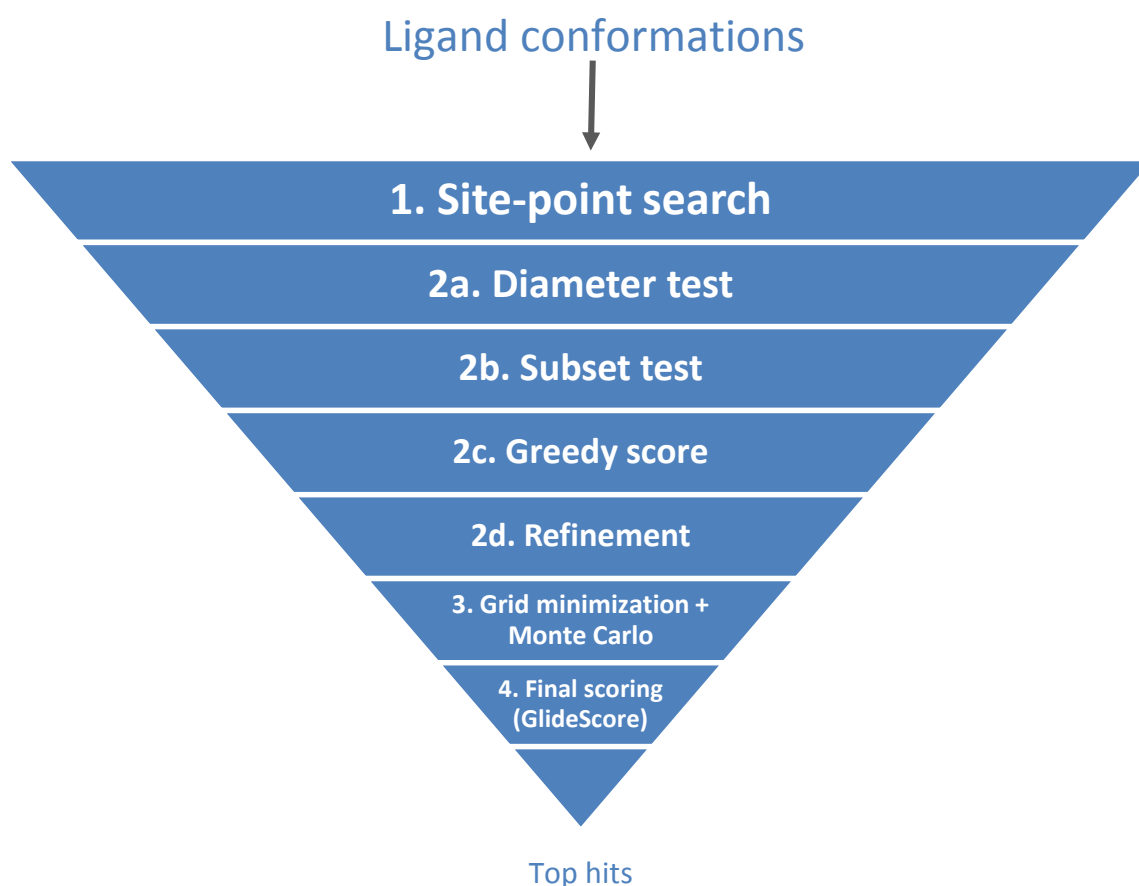 Ligand conformations
1. Site-point search
2a. Diameter test
2b. Subset test
2c. Greedy score
2d. Refinement
3. Grid minimization +
Monte Carlo
4. Final scoring
(GlideScore)
Top hits